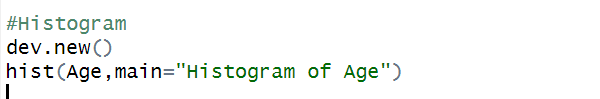 #Histogram
dev.new()
hist(Age,main="Histogram of Age")